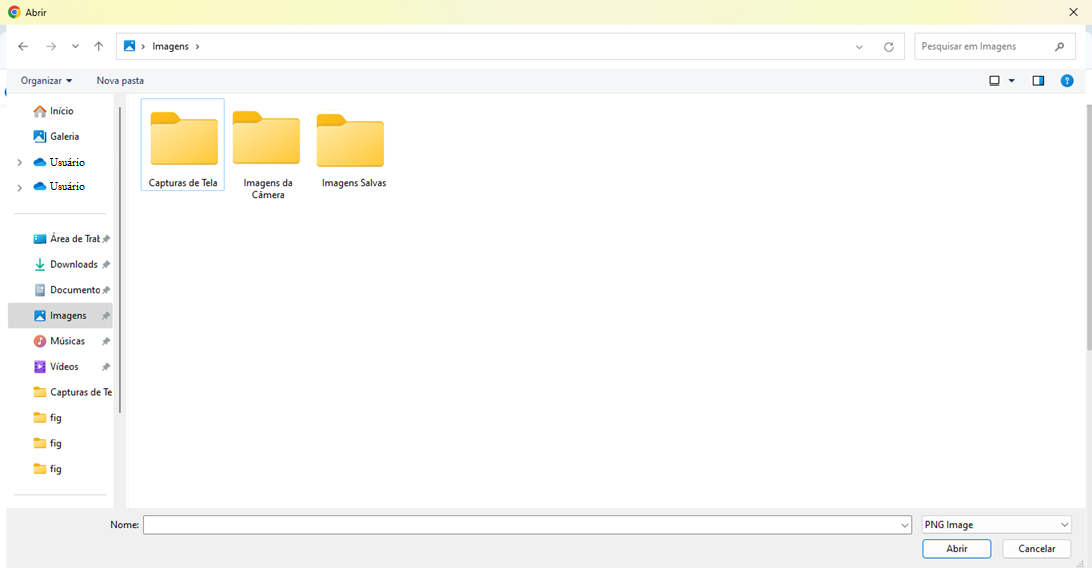 Abrir
Imagens
Pesquisar em Imagens
Organizar
Nova pasta
Início
Galeria
Usuário
Usuário
Área de Trab
Downloads
Documento
Imagens
Músicas
Vídeos
Capturas de Te
fig
fig
fig
Capturas de Tela
Imagens da
Câmera
Imagens Salvas
Nome:
PNG Image
Abrir
Cancelar